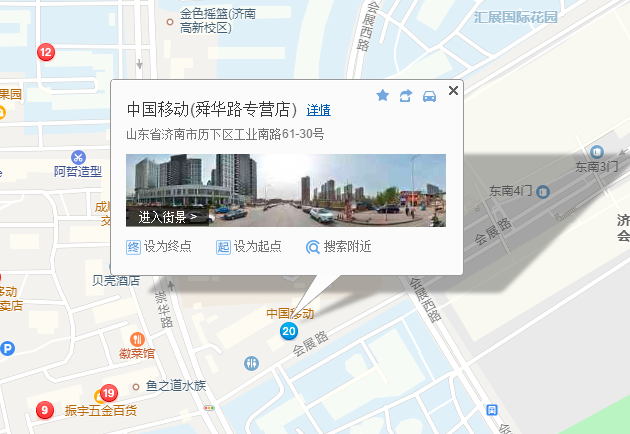 金色摇篮(济南
高新校区)
会展西路
汇展国际花园
12
果园
中国移动(舜华路专营店) 详情
山东省济南市历下区工业南路61-30号
进入街景 >
终 设为终点
起 设为起点
搜索附近
阿哲造型
东南3门
东南4门
会展路
济
会
贝壳酒店
移动
卖店
崇华路
会展西路
中国移动
20
会展路
P
徽菜馆
鱼之道水族
19
9
振宇五金百货